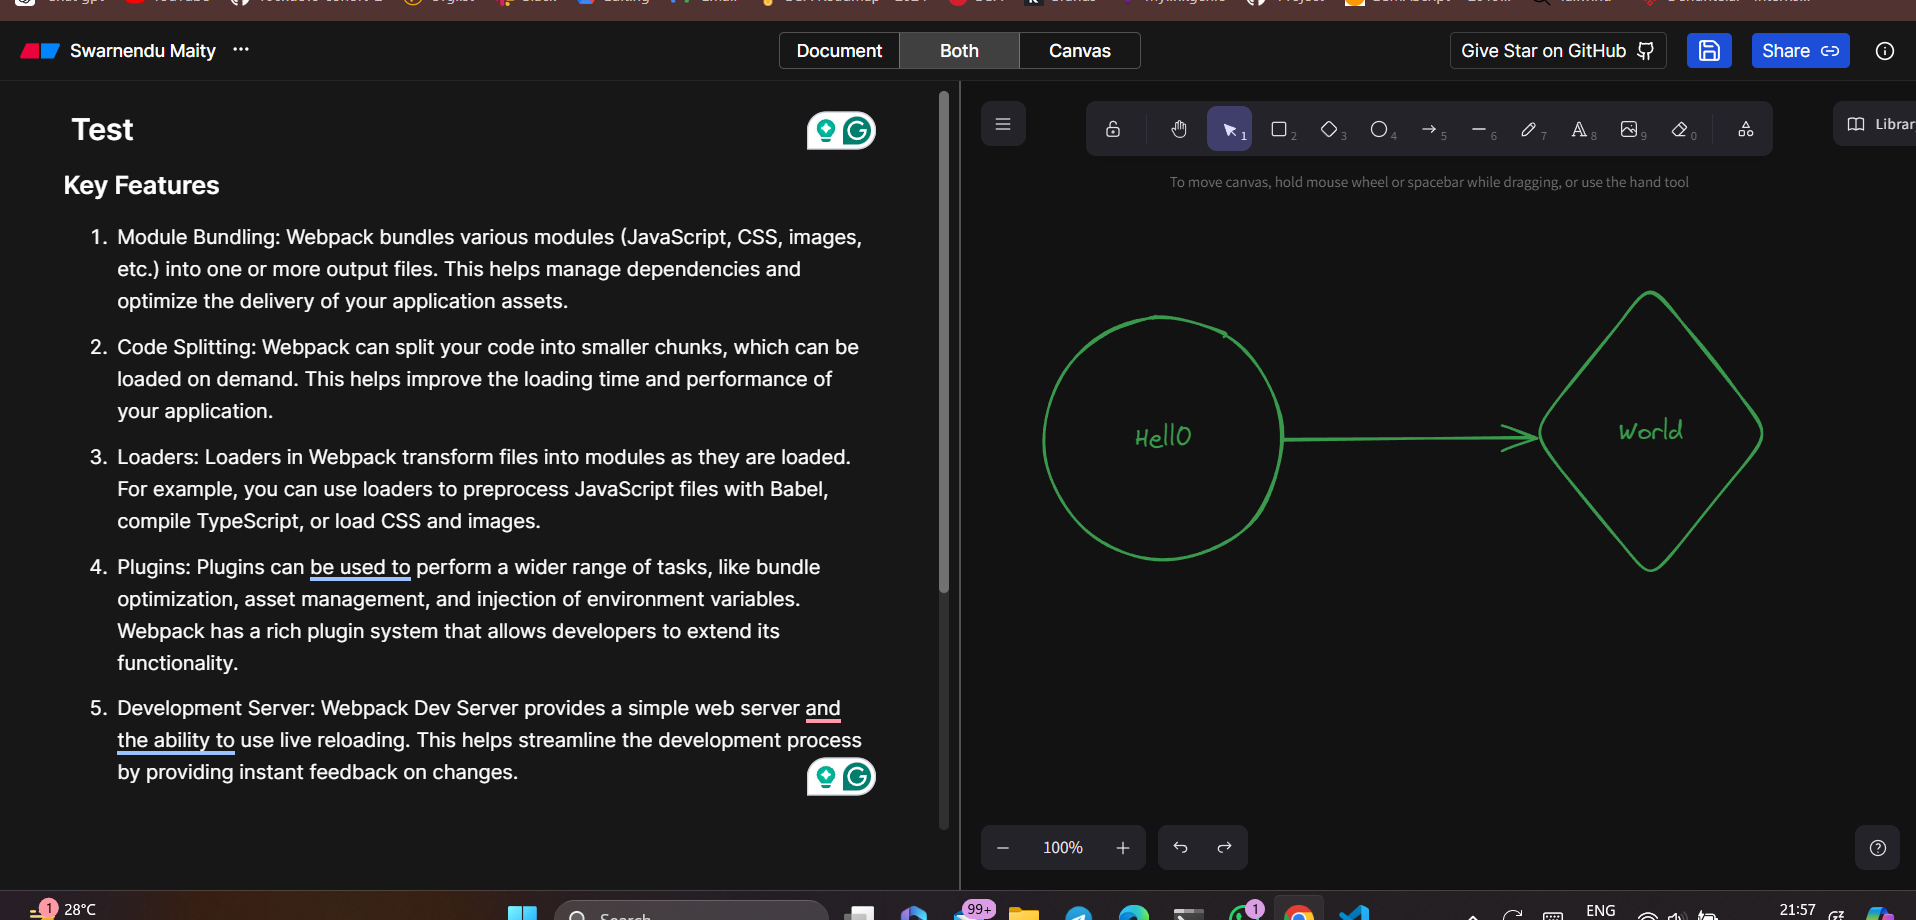 Swarnendu Maity ...
Document Both Canvas
Give Star on GitHub
Share
Test
Key Features
1. Module Bundling: Webpack bundles various modules (JavaScript, CSS, images,
etc.) into one or more output files. This helps manage dependencies and
optimize the delivery of your application assets.
2. Code Splitting: Webpack can split your code into smaller chunks, which can be
loaded on demand. This helps improve the loading time and performance of
your application.
3. Loaders: Loaders in Webpack transform files into modules as they are loaded.
For example, you can use loaders to preprocess JavaScript files with Babel,
compile TypeScript, or load CSS and images.
4. Plugins: Plugins can be used to perform a wider range of tasks, like bundle
optimization, asset management, and injection of environment variables.
Webpack has a rich plugin system that allows developers to extend its
functionality.
5. Development Server: Webpack Dev Server provides a simple web server and
the ability to use live reloading. This helps streamline the development process
by providing instant feedback on changes.
1 2 3 4 5 6 7 8 9 0
Librar
To move canvas, hold mouse wheel or spacebar while dragging, or use the hand tool
HellO
World
100%
1 28°C
Search
99+
1
ENG
21:57